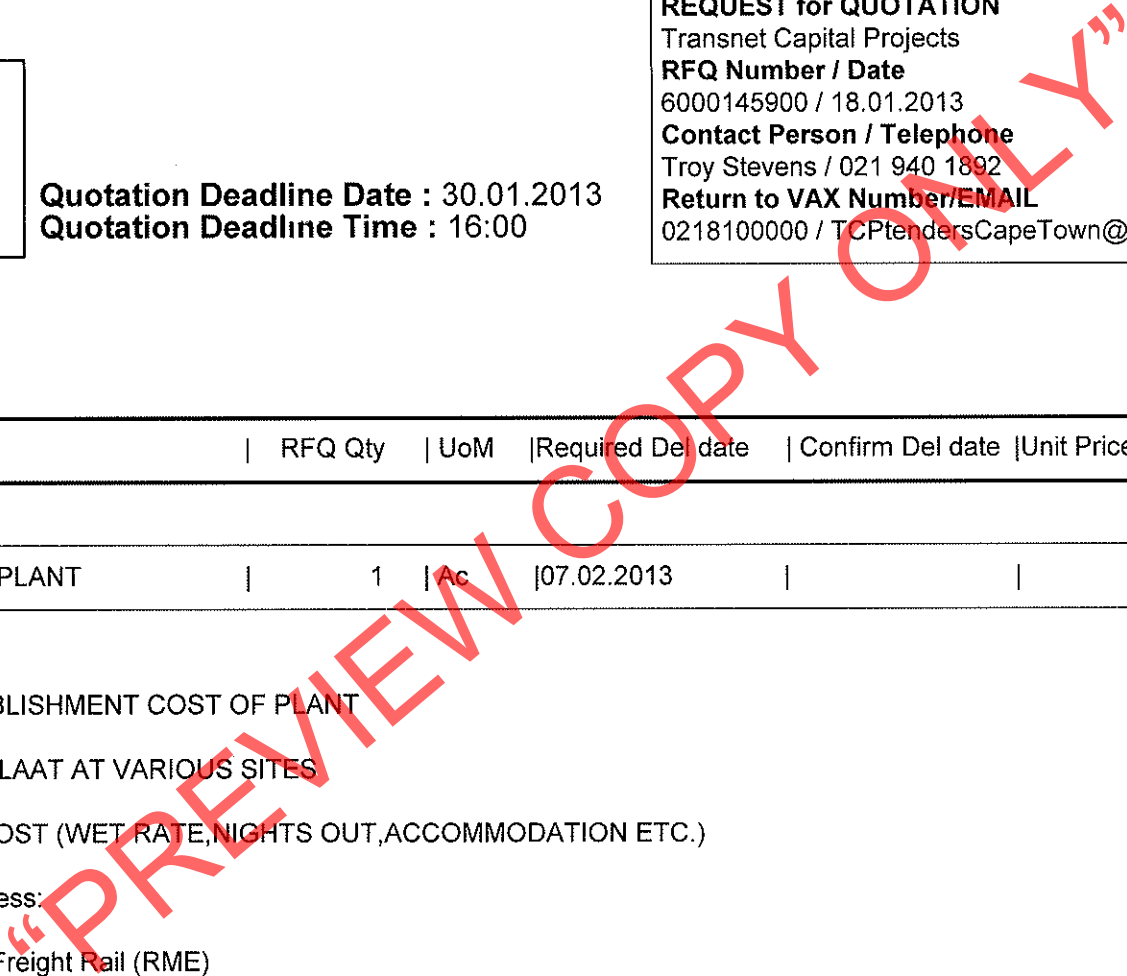 REQUEST for QUOTATION
Transnet Capital Projects
RFQ Number / Date
6000145900 / 18.01.2013
Contact Person / Telephone
Troy Stevens / 021 940 1892
Return to VAX Number/EMAIL
0218100000 / TCPtendersCapeTown@
Quotation Deadline Date : 30.01.2013
Quotation Deadline Time : 16:00
| RFQ Qty | UoM |Required Del date | Confirm Del date |Unit Price
PLANT | 1 | Ac |07.02.2013 | |
BLISHMENT COST OF PLANT
LAAT AT VARIOUS SITES
OST (WET RATE,NIGHTS OUT,ACCOMMODATION ETC.)
ess:
Freight Rail (RME)
“PREVIEW COPY ONLY”